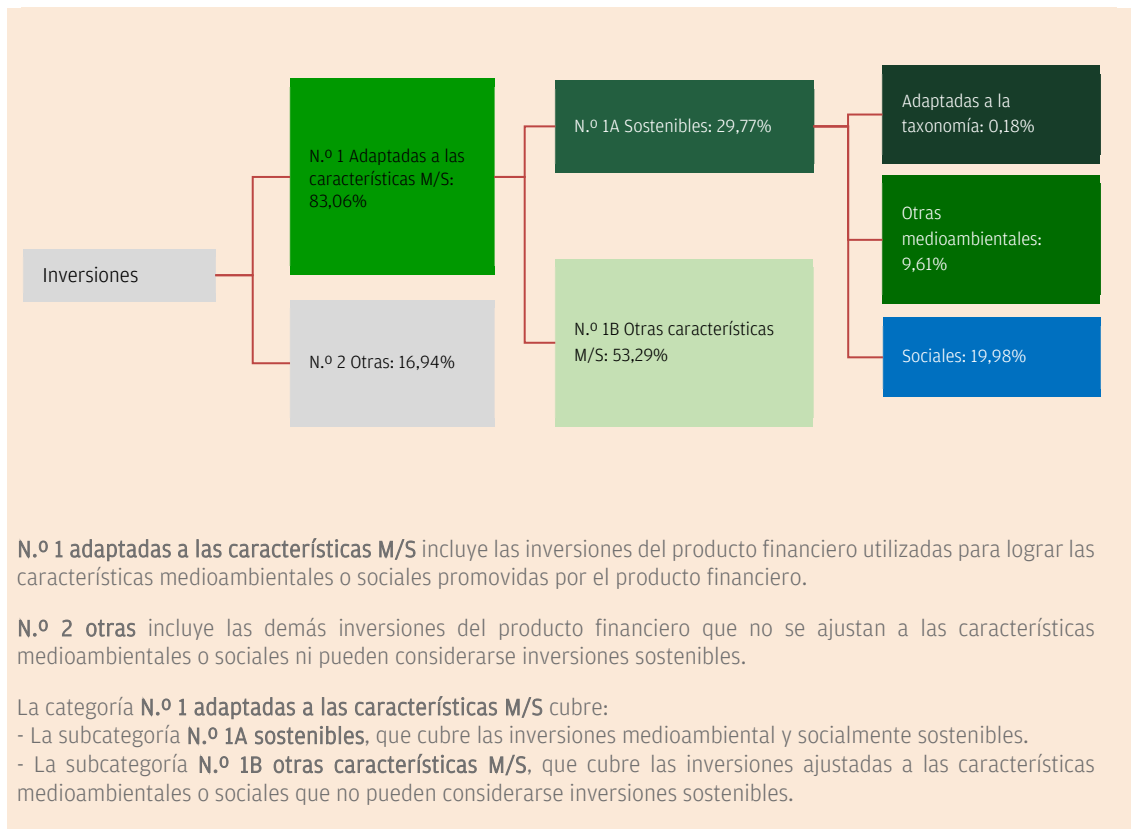 Inversiones
N.º 1 Adaptadas a las
características M/S:
83,06%
N.º 2 Otras: 16,94%
N.º 1A Sostenibles: 29,77%
N.º 1B Otras características
M/S: 53,29%
Adaptadas a la
taxonomía: 0,18%
Otras
medioambientales:
9,61%
Sociales: 19,98%
N.º 1 adaptadas a las características M/S incluye las inversiones del producto financiero utilizadas para lograr las
características medioambientales o sociales promovidas por el producto financiero.
N.º 2 otras incluye las demás inversiones del producto financiero que no se ajustan a las características
medioambientales o sociales ni pueden considerarse inversiones sostenibles.
La categoría N.º 1 adaptadas a las características M/S cubre:
- La subcategoría N.º 1A sostenibles, que cubre las inversiones medioambiental y socialmente sostenibles.
- La subcategoría N.º 1B otras características M/S, que cubre las inversiones ajustadas a las características
medioambientales o sociales que no pueden considerarse inversiones sostenibles.